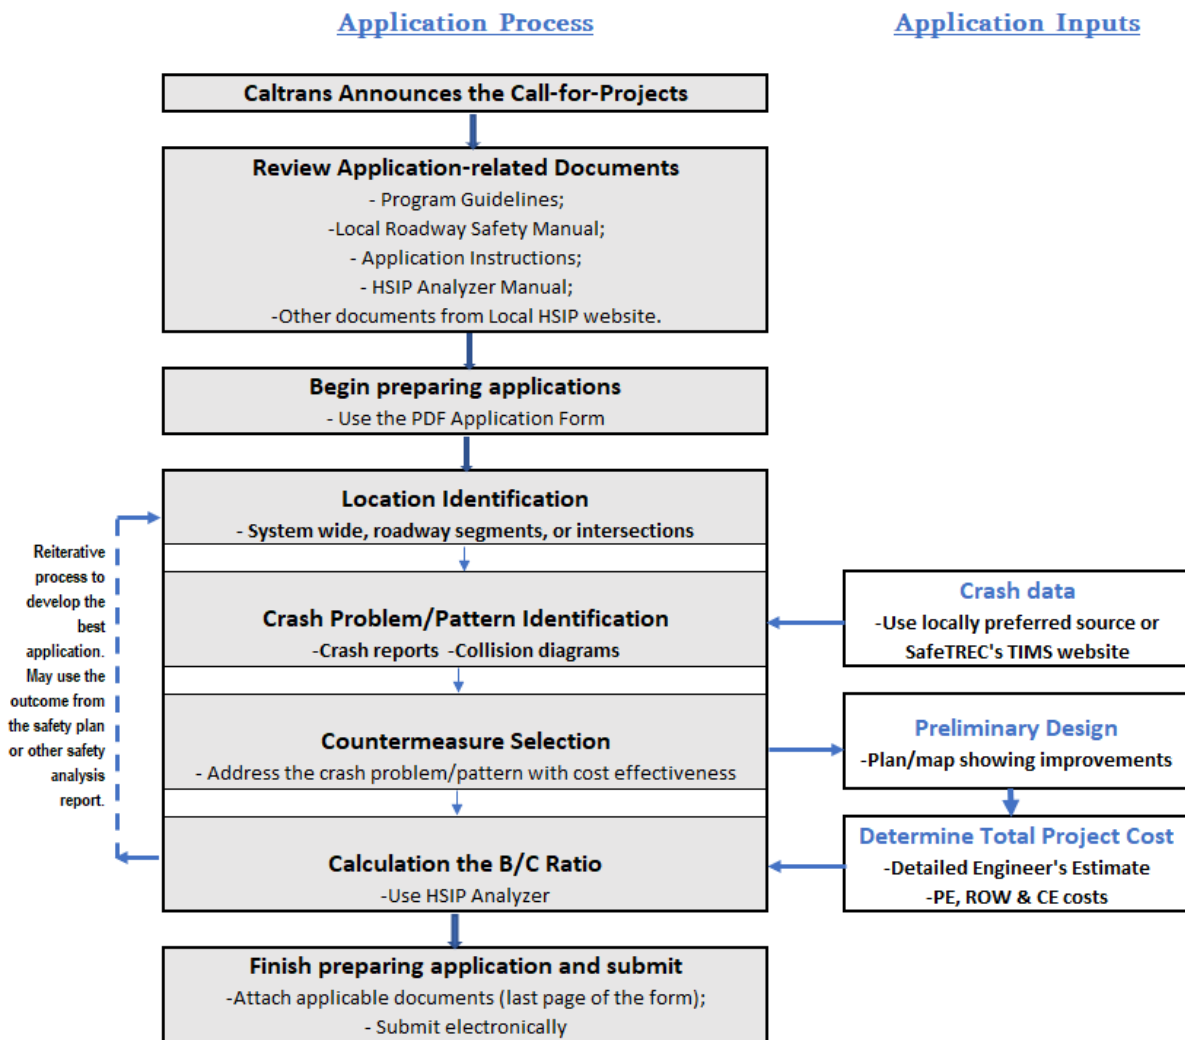 Application Process
Application Inputs
Caltrans Announces the Call-for-Projects
Review Application-related Documents
- Program Guidelines;
-Local Roadway Safety Manual;
- Application Instructions;
- HSIP Analyzer Manual;
-Other documents from Local HSIP website.
Begin preparing applications
- Use the PDF Application Form
Location Identification
- System wide, roadway segments, or intersections
Crash Problem/Pattern Identification
-Crash reports  -Collision diagrams
Countermeasure Selection
- Address the crash problem/pattern with cost effectiveness
Calculation the B/C Ratio
-Use HSIP Analyzer
Finish preparing application and submit
-Attach applicable documents (last page of the form);
- Submit electronically
Reiterative
process to
develop the
best
application.
May use the
outcome from
the safety plan
or other safety
analysis
report.
Crash data
-Use locally preferred source or
SafeTREC's TIMS website
Preliminary Design
-Plan/map showing improvements
Determine Total Project Cost
-Detailed Engineer's Estimate
-PE, ROW & CE costs